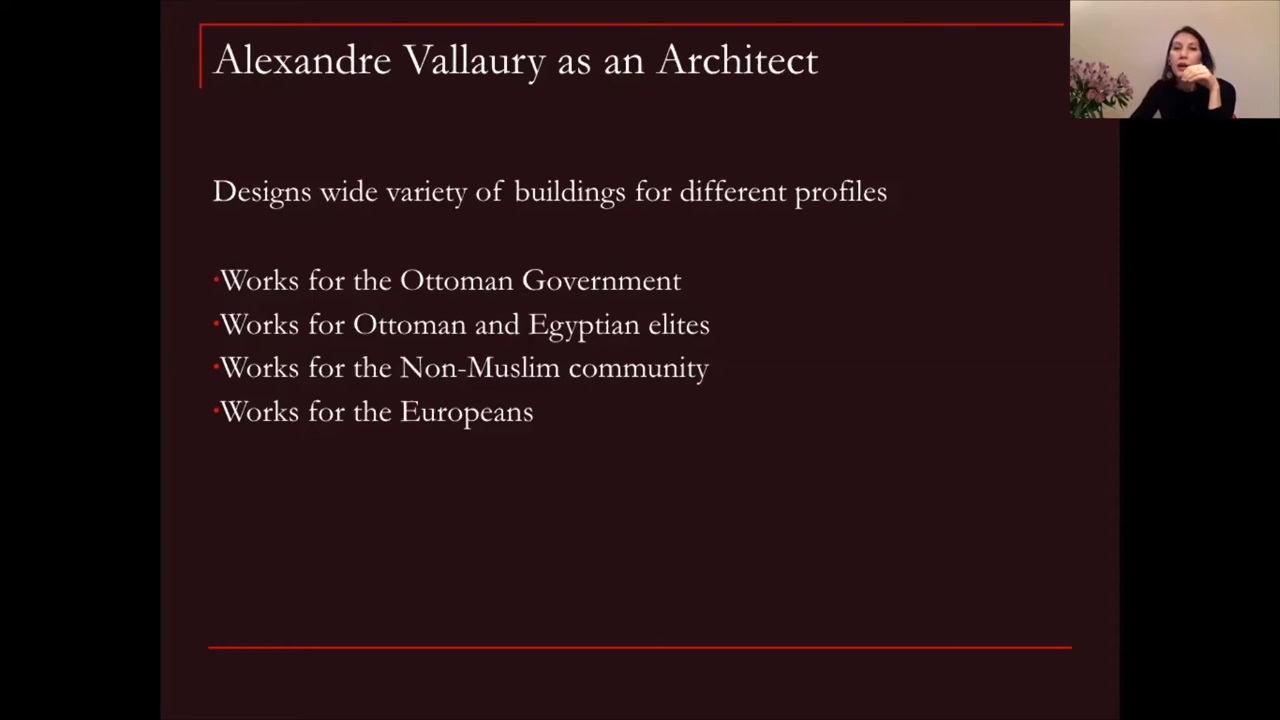 Alexandre Vallaury as an Architect
Designs wide variety of buildings for different profiles
•Works for the Ottoman Government
•Works for Ottoman and Egyptian elites
•Works for the Non-Muslim community
•Works for the Europeans